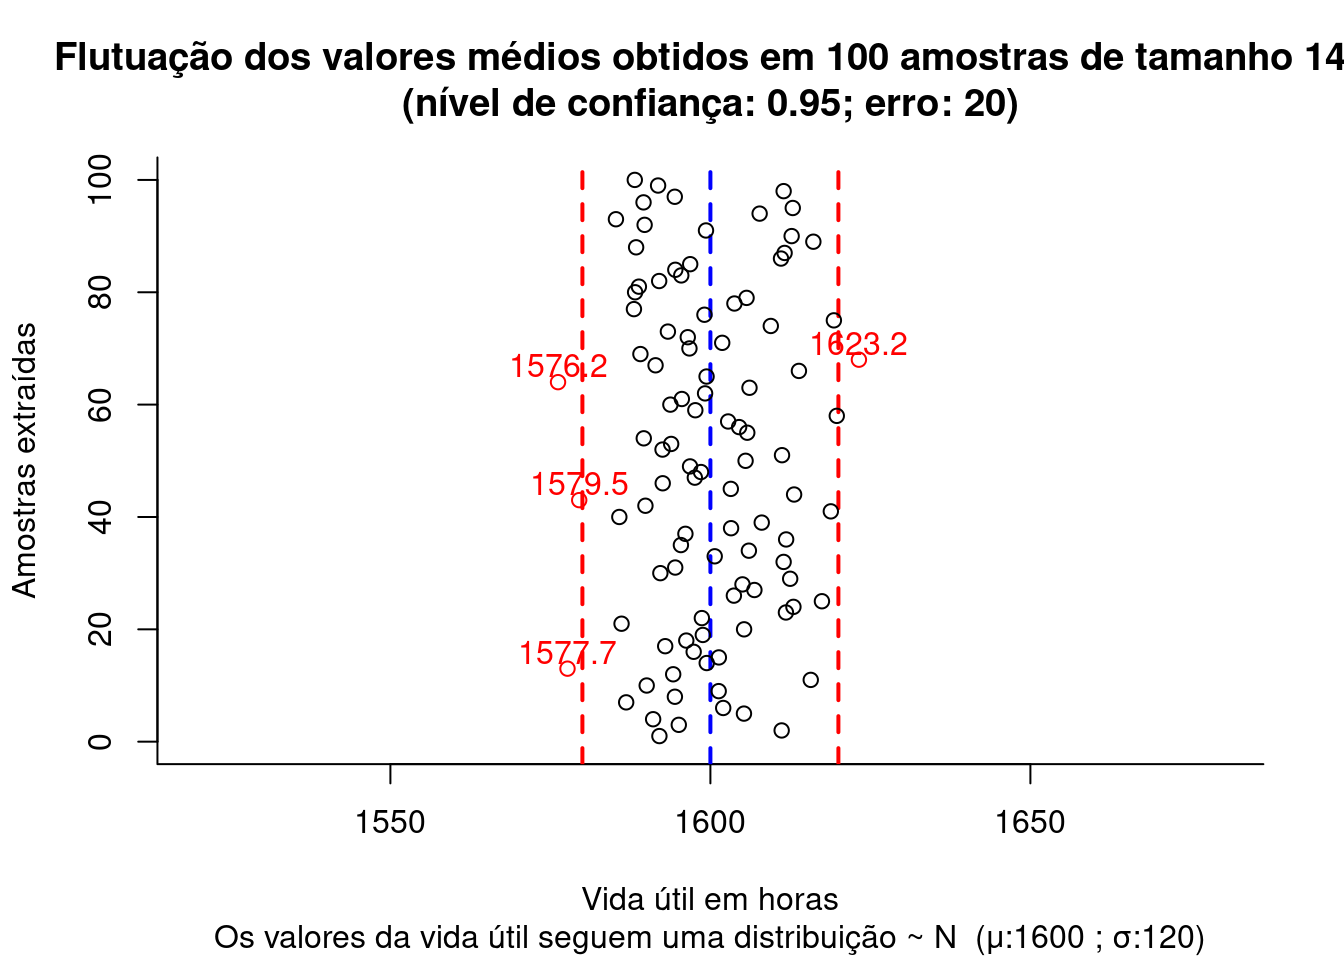 Flutuação dos valores médios obtidos em 100 amostras de tamanho 14
(nível de confiança: 0.95; erro: 20)
Amostras extraídas
100
80
60
40
20
0
1623.2
1576.2
1579.5
1577.7
1550
1600
1650
Vida útil em horas
Os valores da vida útil seguem uma distribuição ~ N (μ:1600 ; σ:120)